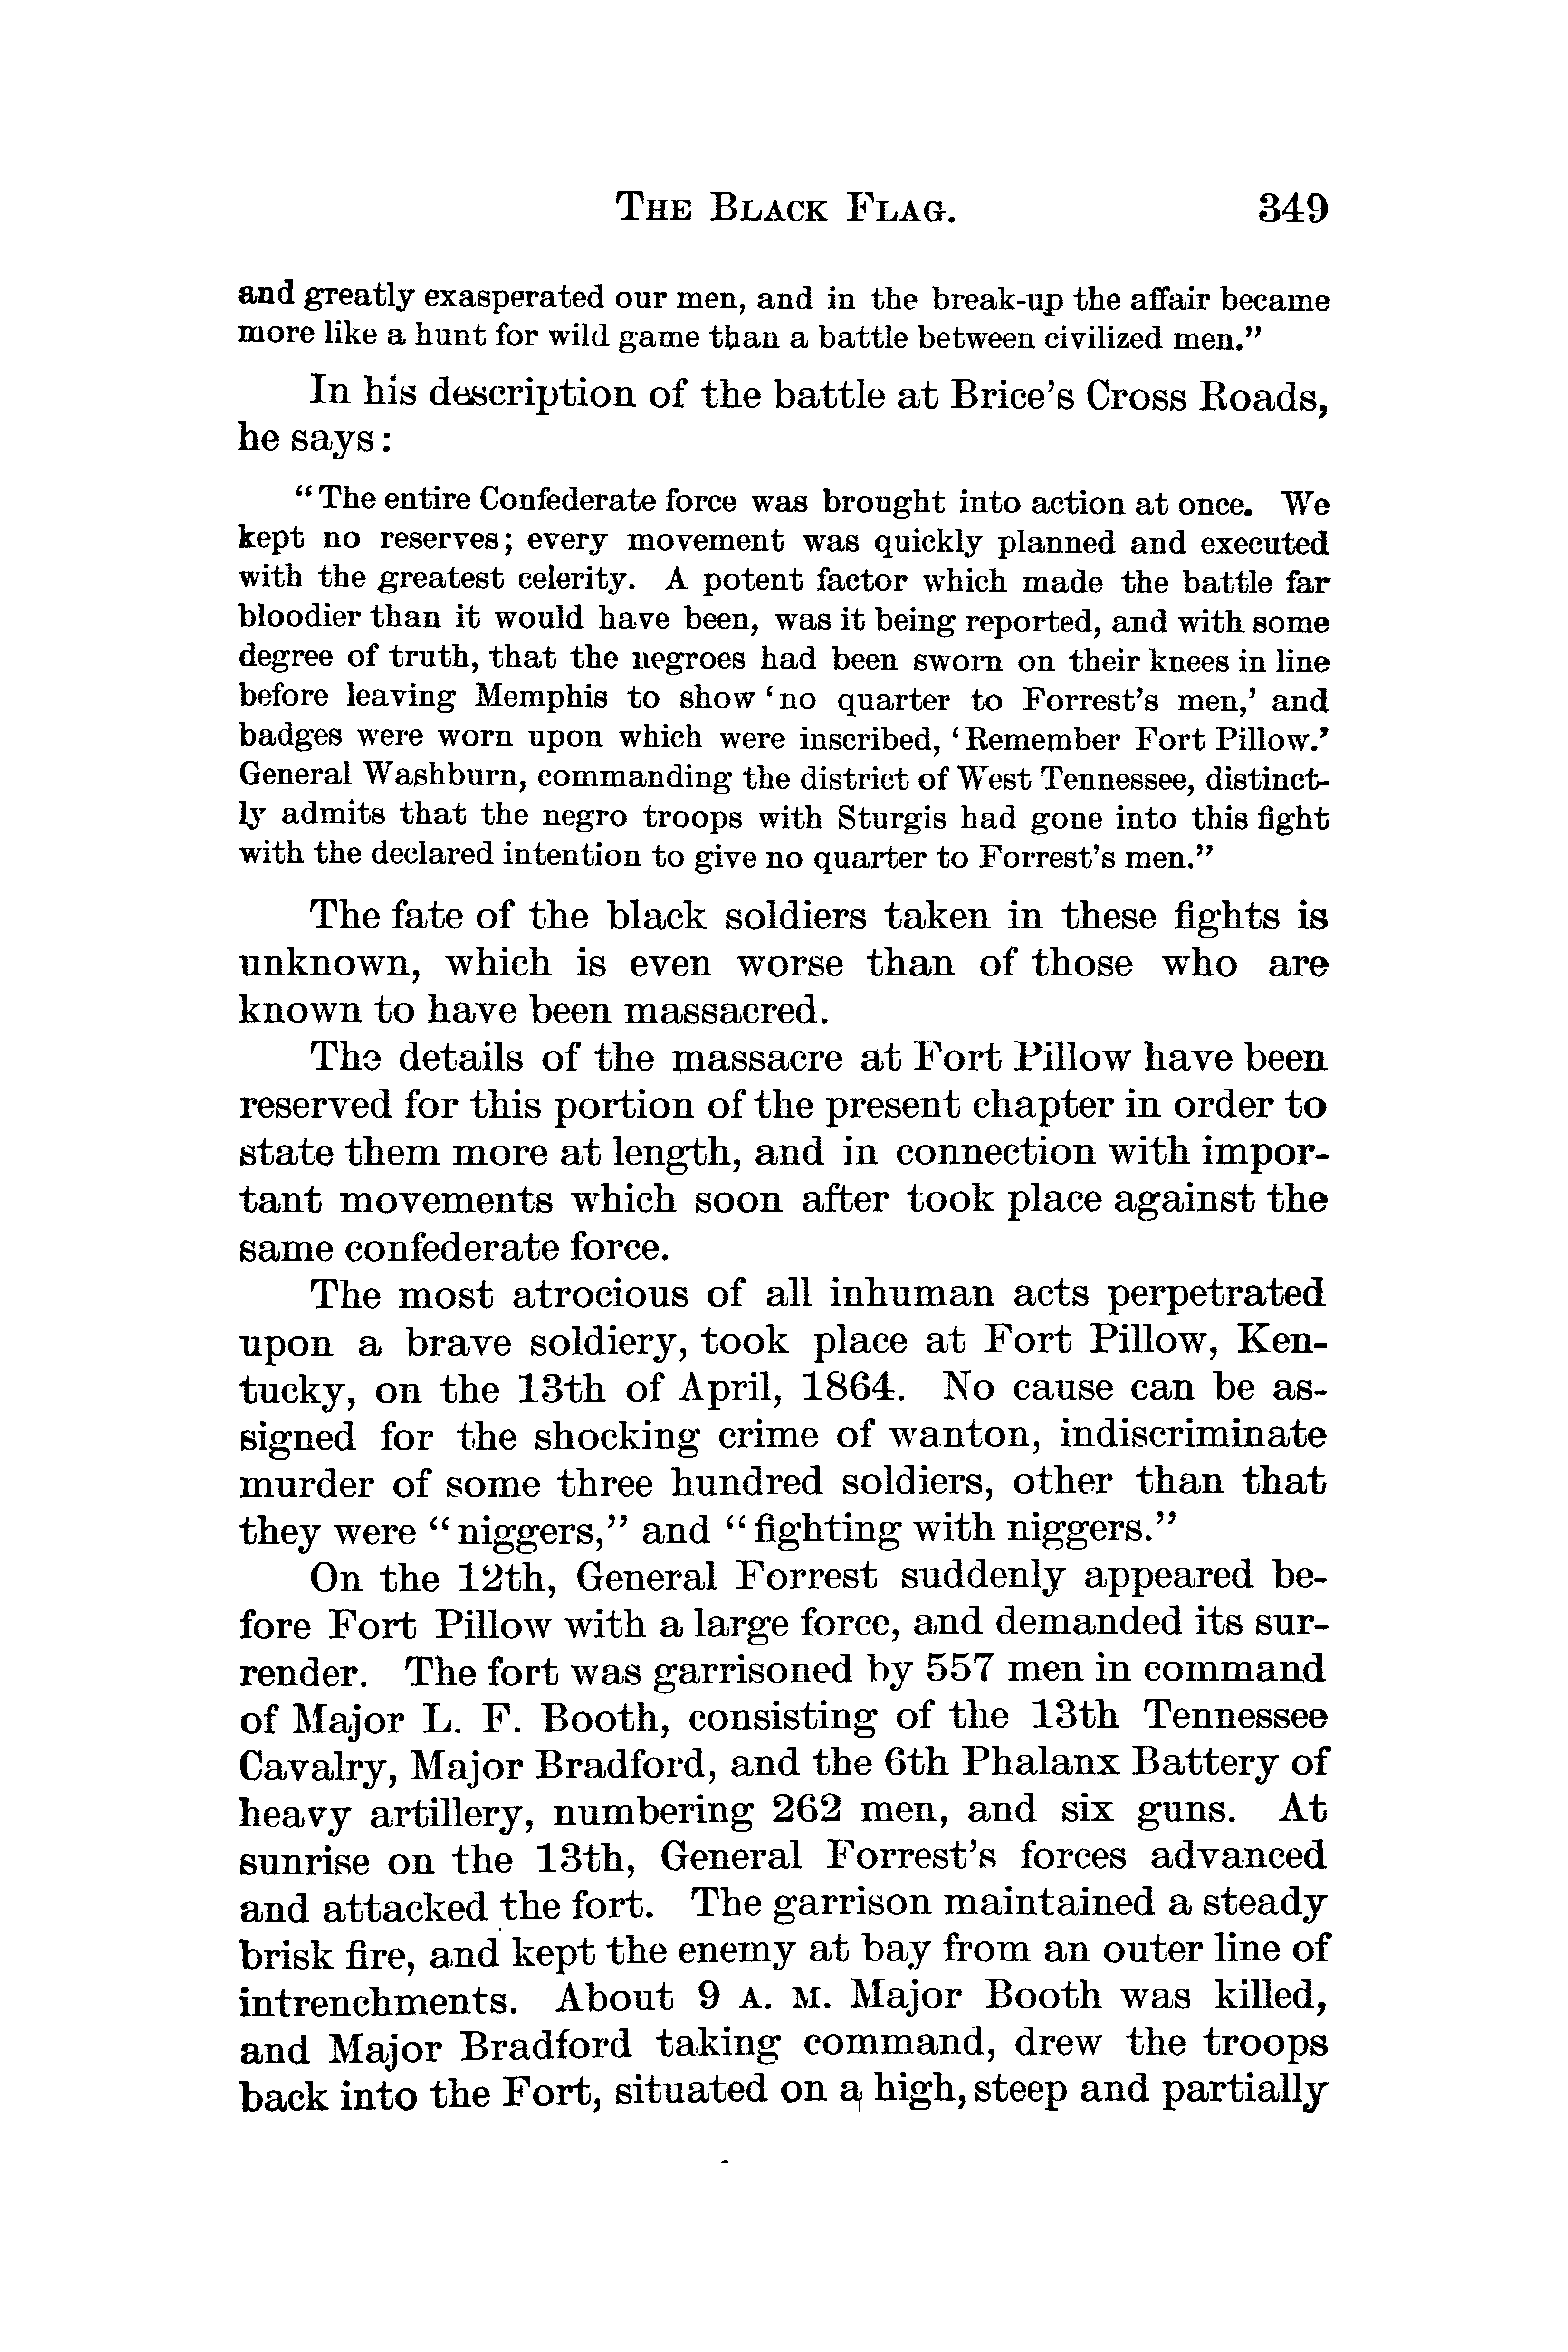 THE BLACK FLAG. 349
and greatly exasperated our men, and in the break-up the affair became
more like a hunt for wild game than a battle between civilized men.”
In his description of the battle at Brice’s Cross Roads,
he says:
“The entire Confederate force was brought into action at once. We
kept no reserves; every movement was quickly planned and executed
with the greatest celerity. A potent factor which made the battle far
bloodier than it would have been, was it being reported, and with some
degree of truth, that the negroes had been sworn on their knees in line
before leaving Memphis to show ‘no quarter to Forrest’s men,’ and
badges were worn upon which were inscribed, ‘Remember Fort Pillow.’
General Washburn, commanding the district of West Tennessee, distinct-
ly admits that the negro troops with Sturgis had gone into this fight
with the declared intention to give no quarter to Forrest’s men.”
The fate of the black soldiers taken in these fights is
unknown, which is even worse than of those who are
known to have been massacred.
The details of the massacre at Fort Pillow have been
reserved for this portion of the present chapter in order to
state them more at length, and in connection with impor-
tant movements which soon after took place against the
same confederate force.
The most atrocious of all inhuman acts perpetrated
upon a brave soldiery, took place at Fort Pillow, Ken-
tucky, on the 13th of April, 1864. No cause can be as-
signed for the shocking crime of wanton, indiscriminate
murder of some three hundred soldiers, other than that
they were “niggers,” and “fighting with niggers.”
On the 12th, General Forrest suddenly appeared be-
fore Fort Pillow with a large force, and demanded its sur-
render. The fort was garrisoned by 557 men in command
of Major L. F. Booth, consisting of the 13th Tennessee
Cavalry, Major Bradford, and the 6th Phalanx Battery of
heavy artillery, numbering 262 men, and six guns. At
sunrise on the 13th, General Forrest’s forces advanced
and attacked the fort. The garrison maintained a steady
brisk fire, and kept the enemy at bay from an outer line of
intrenchments. About 9 A. M. Major Booth was killed,
and Major Bradford taking command, drew the troops
back into the Fort, situated on a high, steep and partially